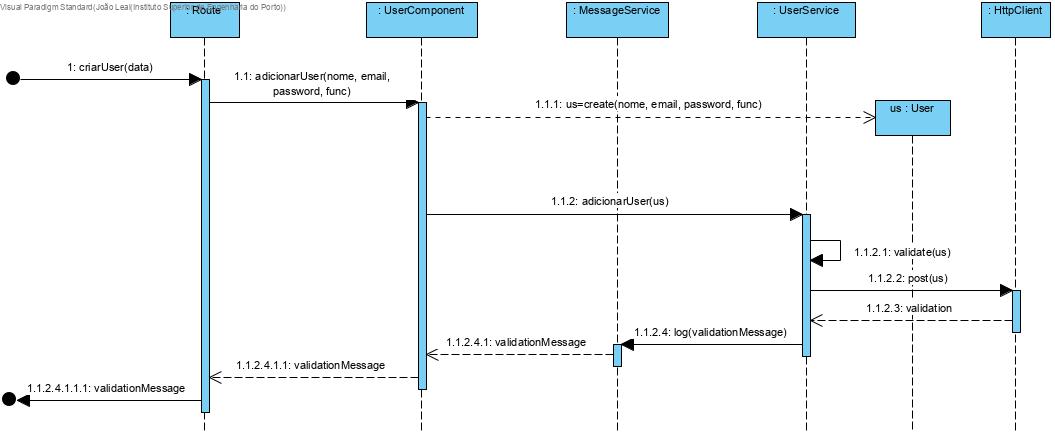 Visual Paradigm Standard(João Leal(Instituto Superior de Engenharia do Porto))
: Route
: UserComponent
: MessageService
: UserService
: HttpClient
1: criarUser(data)
1.1: adicionarUser(nome, email,
password, func)
1.1.1: us=create(nome, email, password, func)
us : User
1.1.2: adicionarUser(us)
1.1.2.1: validate(us)
1.1.2.2: post(us)
1.1.2.3: validation
1.1.2.4: log(validationMessage)
1.1.2.4.1: validationMessage
1.1.2.4.1.1: validationMessage
1.1.2.4.1.1.1: validationMessage